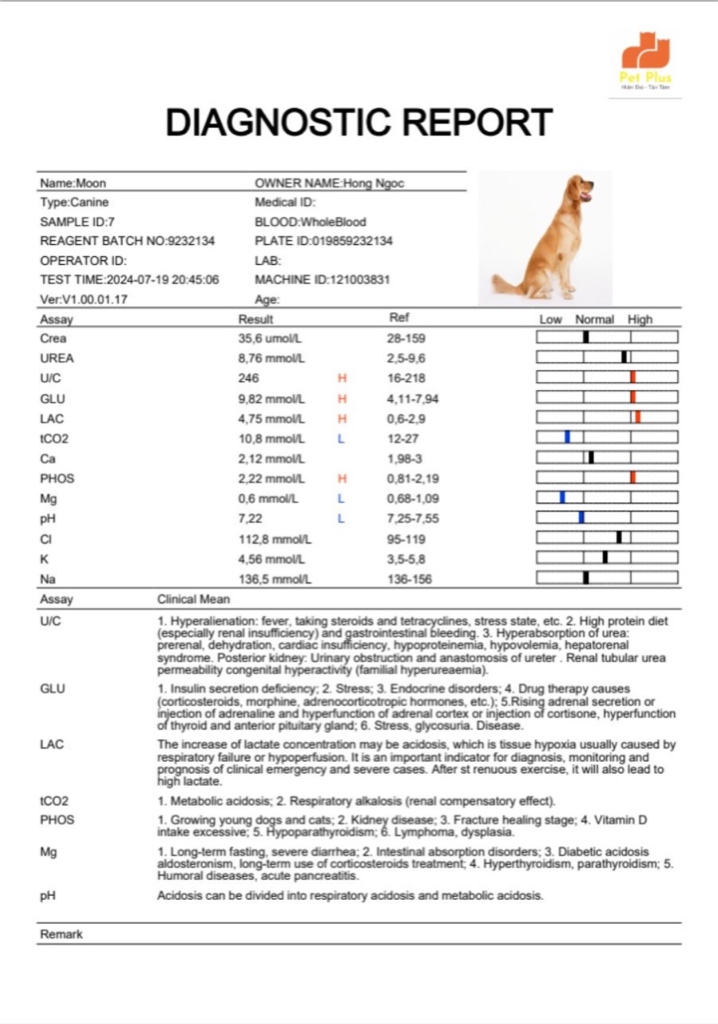 Pet Plus
Nhân Đạo - Tận Tâm
DIAGNOSTIC REPORT
Name:Moon OWNER NAME:Hong Ngoc
Type:Canine Medical ID:
SAMPLE ID:7 BLOOD:WholeBlood
REAGENT BATCH NO:9232134 PLATE ID:019859232134
OPERATOR ID: LAB:
TEST TIME:2024-07-19 20:45:06 MACHINE ID:121003831
Ver:V1.00.01.17 Age:
Assay Result Ref Low Normal High
Crea 35,6 umol/L 28-159
UREA 8,76 mmol/L 2,5-9,6
U/C 246 H 16-218
GLU 9,82 mmol/L H 4,11-7,94
LAC 4,75 mmol/L H 0,6-2,9
tCO2 10,8 mmol/L L 12-27
Ca 2,12 mmol/L 1,98-3
PHOS 2,22 mmol/L H 0,81-2,19
Mg 0,6 mmol/L L 0,68-1,09
pH 7,22 L 7,25-7,55
Cl 112,8 mmol/L 95-119
K 4,56 mmol/L 3,5-5,8
Na 136,5 mmol/L 136-156
Assay Clinical Mean
U/C 1. Hyperalienation: fever, taking steroids and tetracyclines, stress state, etc. 2. High protein diet
(especially renal insufficiency) and gastrointestinal bleeding. 3. Hyperabsorption of urea:
prerenal, dehydration, cardiac insufficiency, hypoproteinemia, hypovolemia, hepatorenal
syndrome. Posterior kidney: Urinary obstruction and anastomosis of ureter . Renal tubular urea
permeability congenital hyperactivity (familial hyperureaemia).
GLU 1. Insulin secretion deficiency; 2. Stress; 3. Endocrine disorders; 4. Drug therapy causes
(corticosteroids, morphine, adrenocorticotropic hormones, etc.); 5.Rising adrenal secretion or
injection of adrenaline and hyperfunction of adrenal cortex or injection of cortisone, hyperfunction
of thyroid and anterior pituitary gland; 6. Stress, glycosuria. Disease.
LAC The increase of lactate concentration may be acidosis, which is tissue hypoxia usually caused by
respiratory failure or hypoperfusion. It is an important indicator for diagnosis, monitoring and
prognosis of clinical emergency and severe cases. After st renuous exercise, it will also lead to
high lactate.
tCO2 1. Metabolic acidosis; 2. Respiratory alkalosis (renal compensatory effect).
PHOS 1. Growing young dogs and cats; 2. Kidney disease; 3. Fracture healing stage; 4. Vitamin D
intake excessive; 5. Hypoparathyroidism; 6. Lymphoma, dysplasia.
Mg 1. Long-term fasting, severe diarrhea; 2. Intestinal absorption disorders; 3. Diabetic acidosis
aldosteronism, long-term use of corticosteroids treatment; 4. Hyperthyroidism, parathyroidism; 5.
Humoral diseases, acute pancreatitis.
pH Acidosis can be divided into respiratory acidosis and metabolic acidosis.
Remark